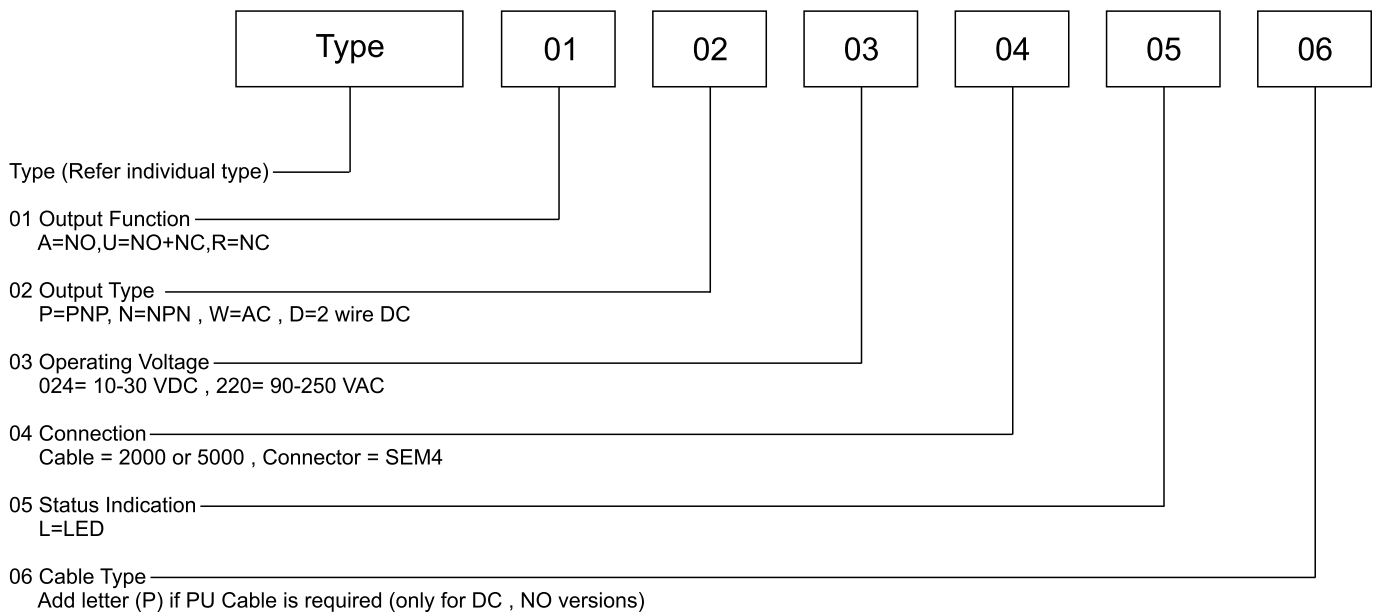 Type 01 02 03 04 05 06
Type (Refer individual type)
01 Output Function
A=NO,U=NO+NC,R=NC
02 Output Type
P=PNP, N=NPN , W=AC , D=2 wire DC
03 Operating Voltage
024= 10-30 VDC , 220= 90-250 VAC
04 Connection
Cable = 2000 or 5000 , Connector = SEM4
05 Status Indication
L=LED
06 Cable Type
Add letter (P) if PU Cable is required (only for DC , NO versions)